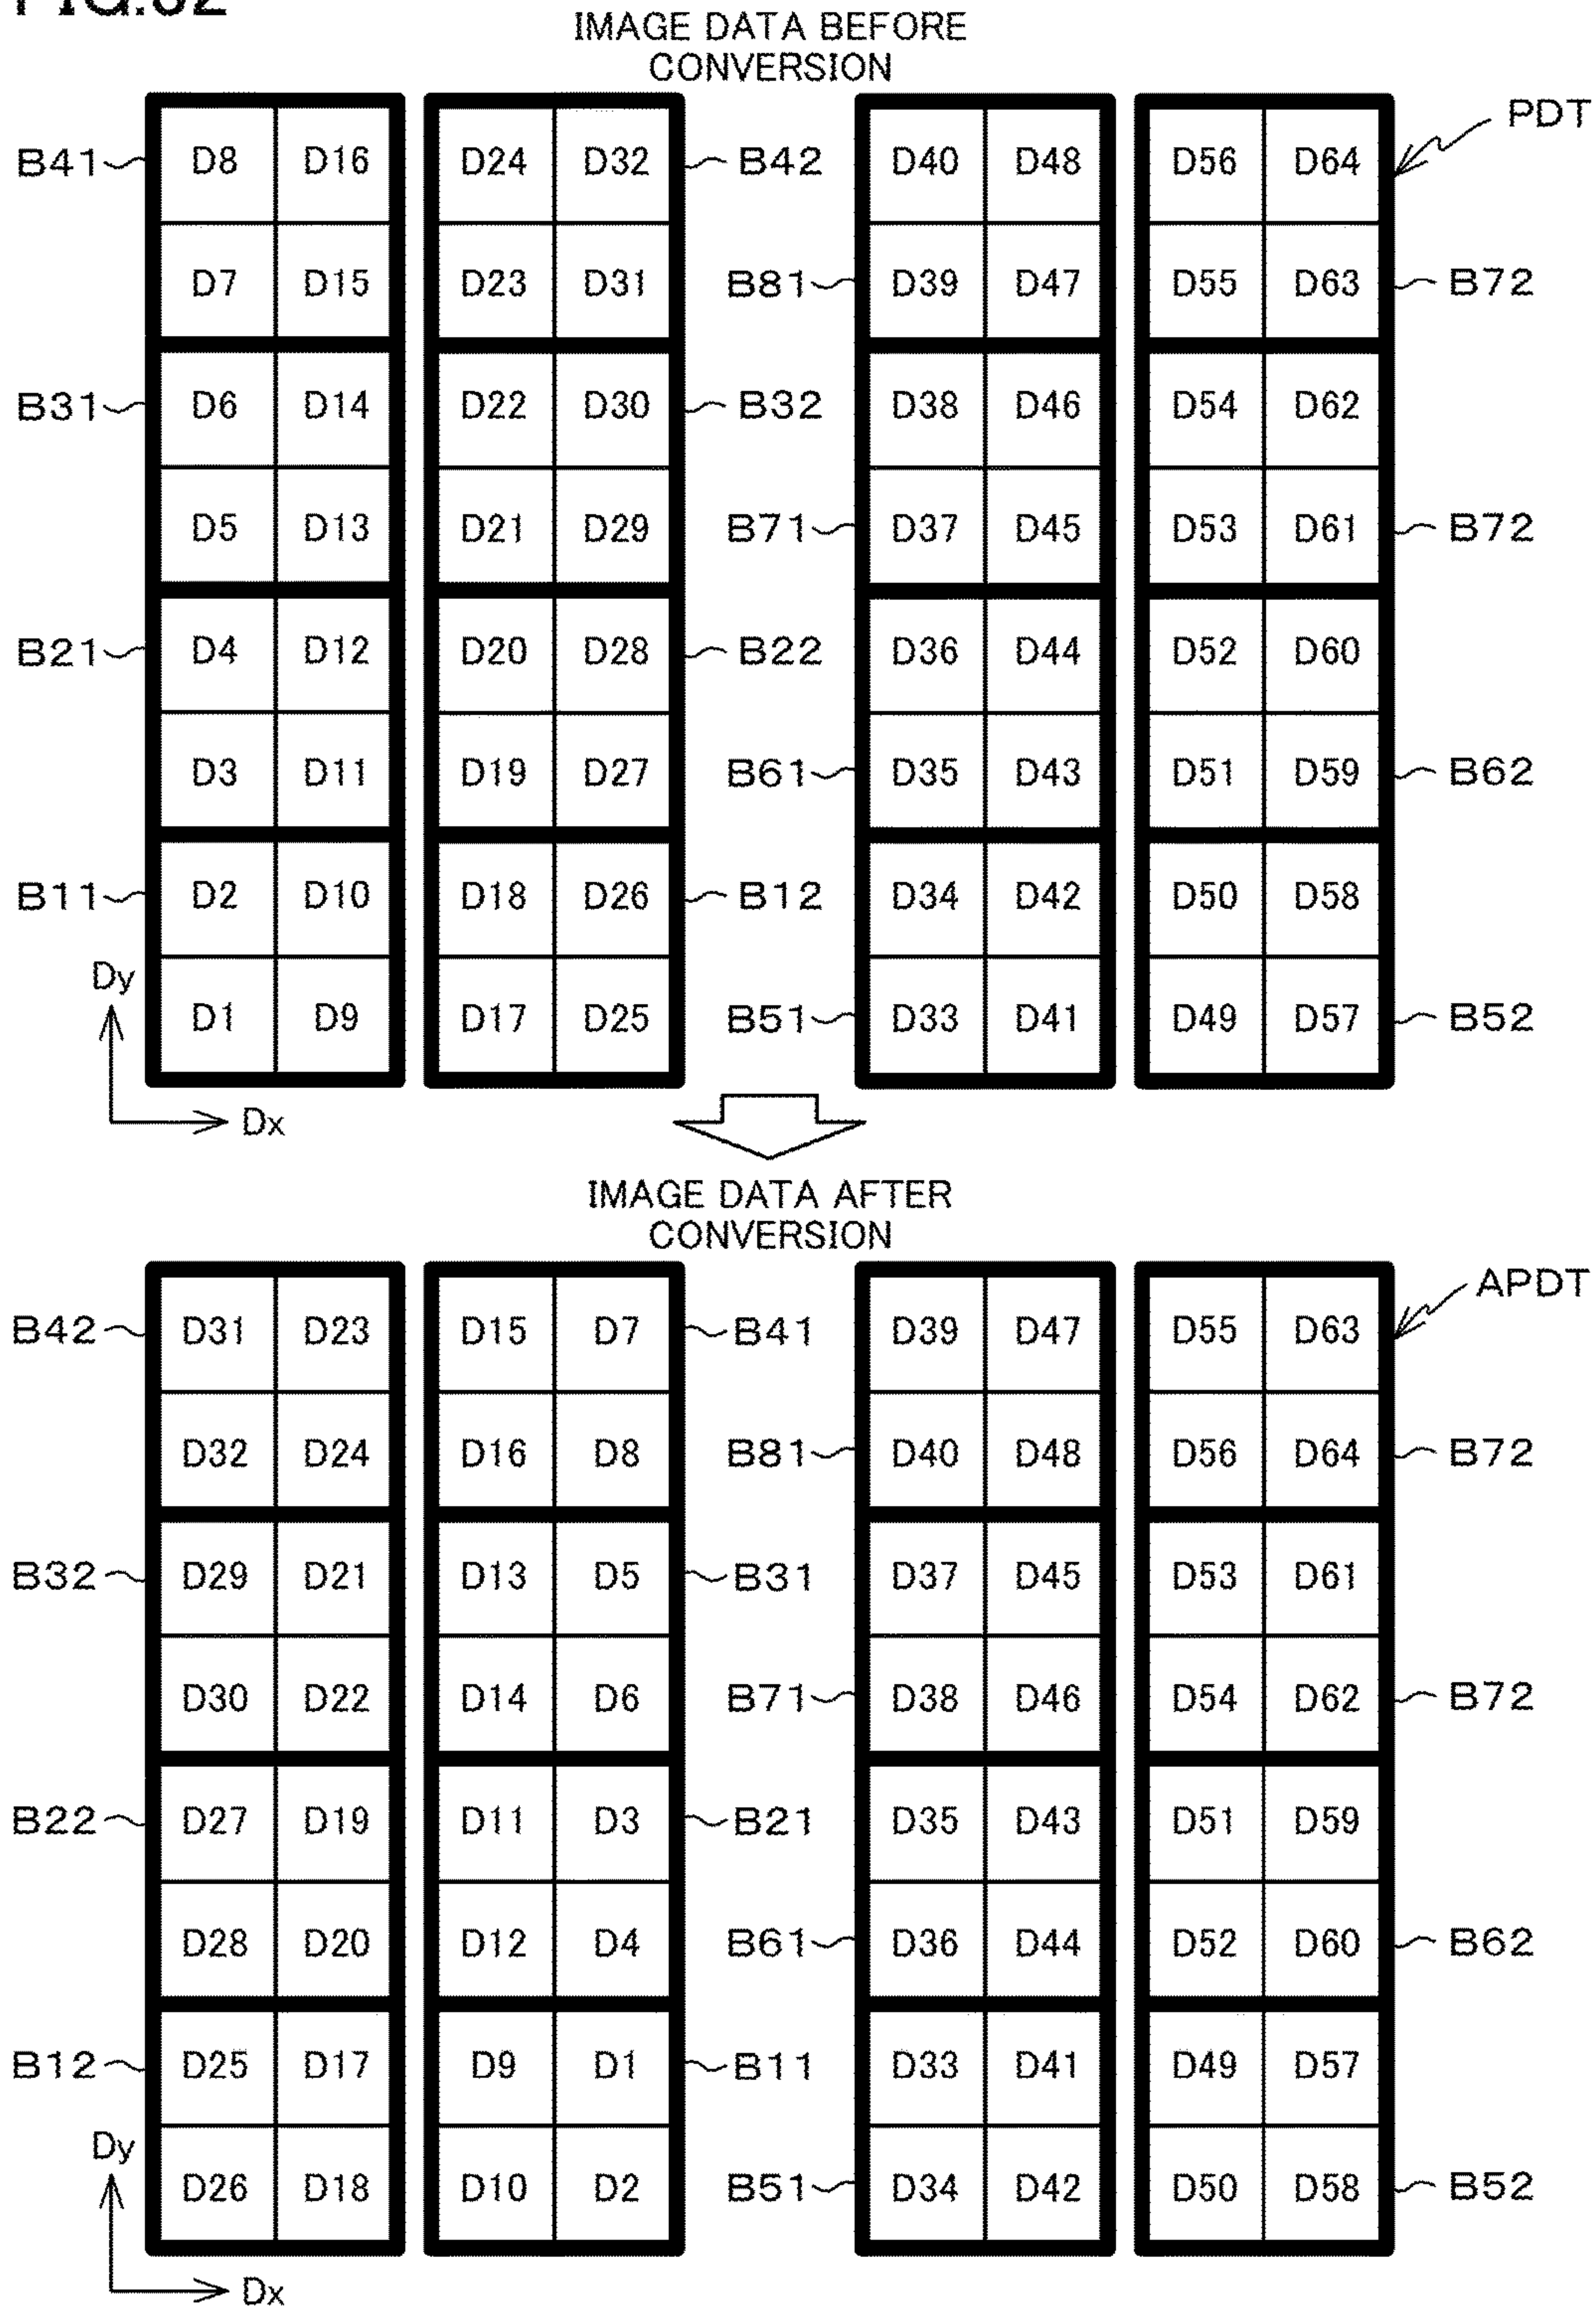 IMAGE DATA BEFORE
CONVERSION
PDT
B41 D8 D16 D24 D32 B42 D40 D48 D56 D64
D7 D15 D23 D31 B81 D39 D47 D55 D63 B72
B31 D6 D14 D22 D30 B32 D38 D46 D54 D62
D5 D13 D21 D29 B71 D37 D45 D53 D61 B72
B21 D4 D12 D20 D28 B22 D36 D44 D52 D60
D3 D11 D19 D27 B61 D35 D43 D51 D59 B62
B11 D2 D10 D18 D26 B12 D34 D42 D50 D58
Dy
D1 D9 D17 D25 B51 D33 D41 D49 D57 B52
Dx
IMAGE DATA AFTER
CONVERSION
APDT
B42 D31 D23 D15 D7 B41 D39 D47 D55 D63
D32 D24 D16 D8 B81 D40 D48 D56 D64 B72
B32 D29 D21 D13 D5 B31 D37 D45 D53 D61
D30 D22 D14 D6 B71 D38 D46 D54 D62 B72
B22 D27 D19 D11 D3 B21 D35 D43 D51 D59
D28 D20 D12 D4 B61 D36 D44 D52 D60 B62
B12 D25 D17 D9 D1 B11 D33 D41 D49 D57
Dy
D26 D18 D10 D2 B51 D34 D42 D50 D58 B52
Dx